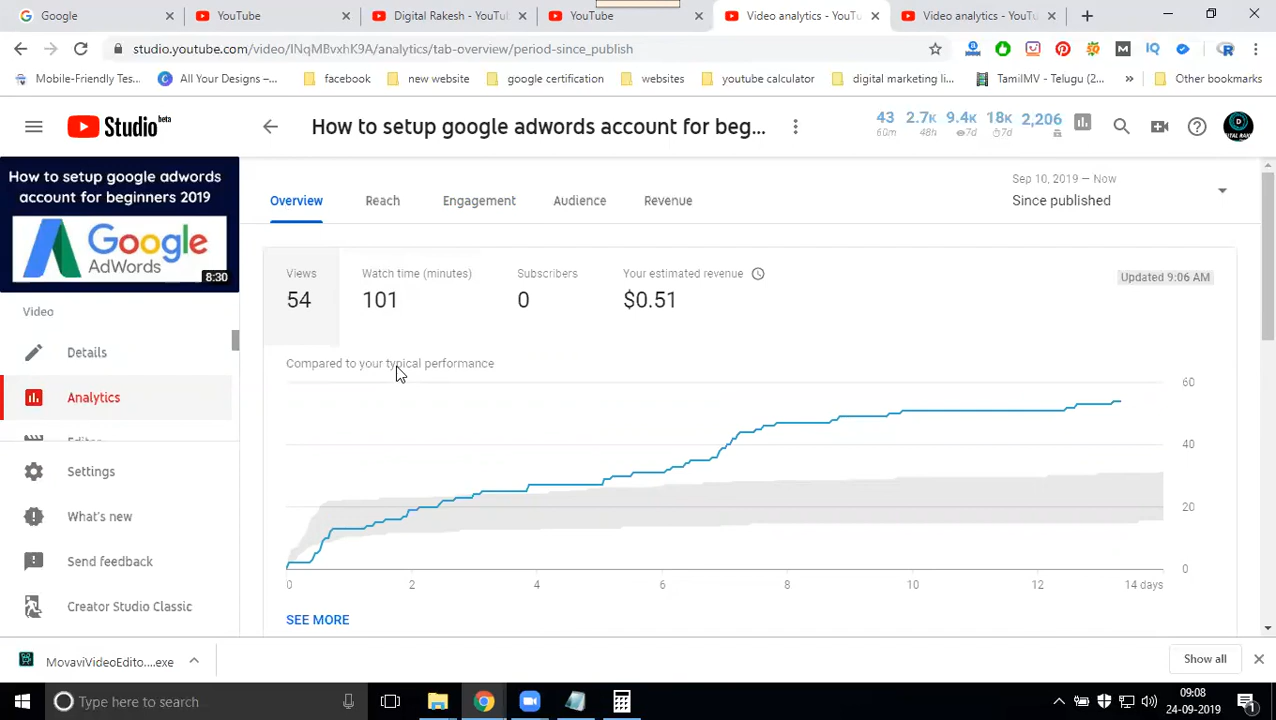 Google
YouTube
Digital Rakesh - YouTu
YouTube
Video analytics - YouTu
Video analytics - YouTu
studio.youtube.com/video/lNqMBvxhK9A/analytics/tab-overview/period-since_publish
Mobile-Friendly Tes...
All Your Designs –...
facebook
new website
google certification
websites
youtube calculator
digital marketing li...
TamilMV - Telugu (2
»
Other bookmarks
Studio beta
How to setup google adwords account for beg...
43
60m
2.7K
48h
9.4K
7d
18K
7d
2,206
How to setup google adwords
account for beginners 2019
Google
AdWords
8:30
Video
Details
Analytics
Settings
What's new
Send feedback
Creator Studio Classic
Overview
Reach
Engagement
Audience
Revenue
Sep 10, 2019 – Now
Since published
Views
54
Watch time (minutes)
101
Subscribers
0
Your estimated revenue
$0.51
Updated 9:06 AM
Compared to your typical performance
60
40
20
0
0 2 4 6 8 10 12 14 days
SEE MORE
MovaviVideoEdito....exe
Show all
Type here to search
09:08
24-09-2019